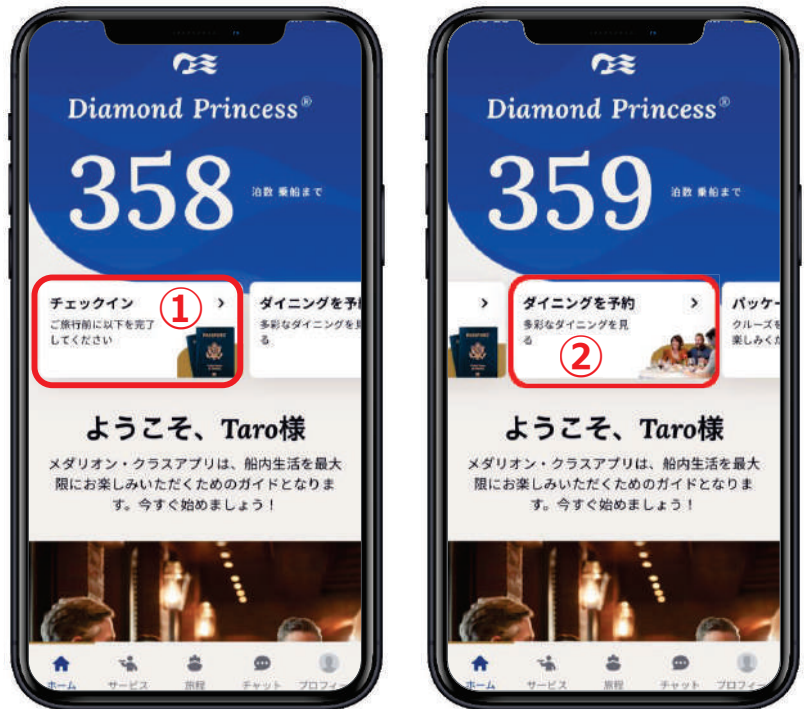 Diamond Princess®
358 泊数 乗船まで
チェックイン
ご旅行前に以下を完了
してください
①
ダイニングを予
多彩なダイニングを見
る
ようこそ、Taro様
メダリオン・クラスアプリは、船内生活を最大
限にお楽しみいただくためのガイドとなりま
す。今すぐ始めましょう！
ホーム サービス 旅程 チャット プロフィー
Diamond Princess®
359 泊数 乗船まで
ダイニングを予約
多彩なダイニングを見
る
②
パッケー
クルーズを
楽しみくだ
ようこそ、Taro様
メダリオン・クラスアプリは、船内生活を最大
限にお楽しみいただくためのガイドとなりま
す。今すぐ始めましょう！
ホーム サービス 旅程 チャット プロフィー